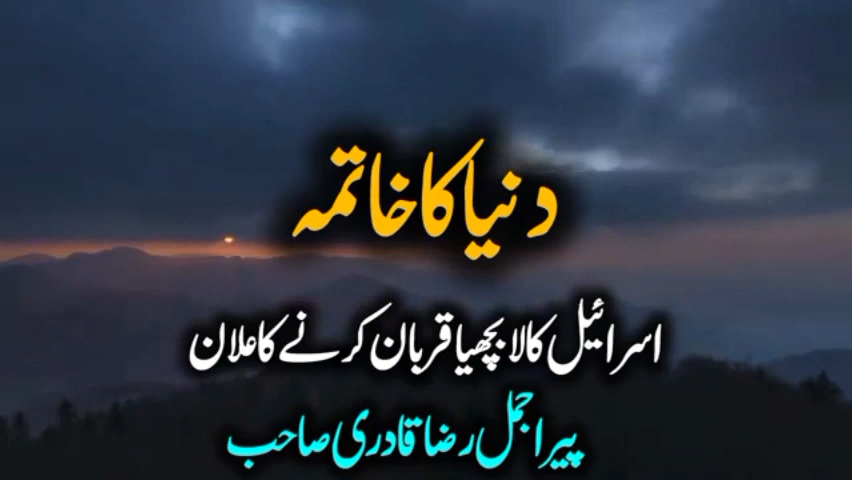 دنیا کا خاتمہ
اسرائیل کالا بچھیا قربان کرنے کا علان
پیر اجمل رضا قادری صاحب